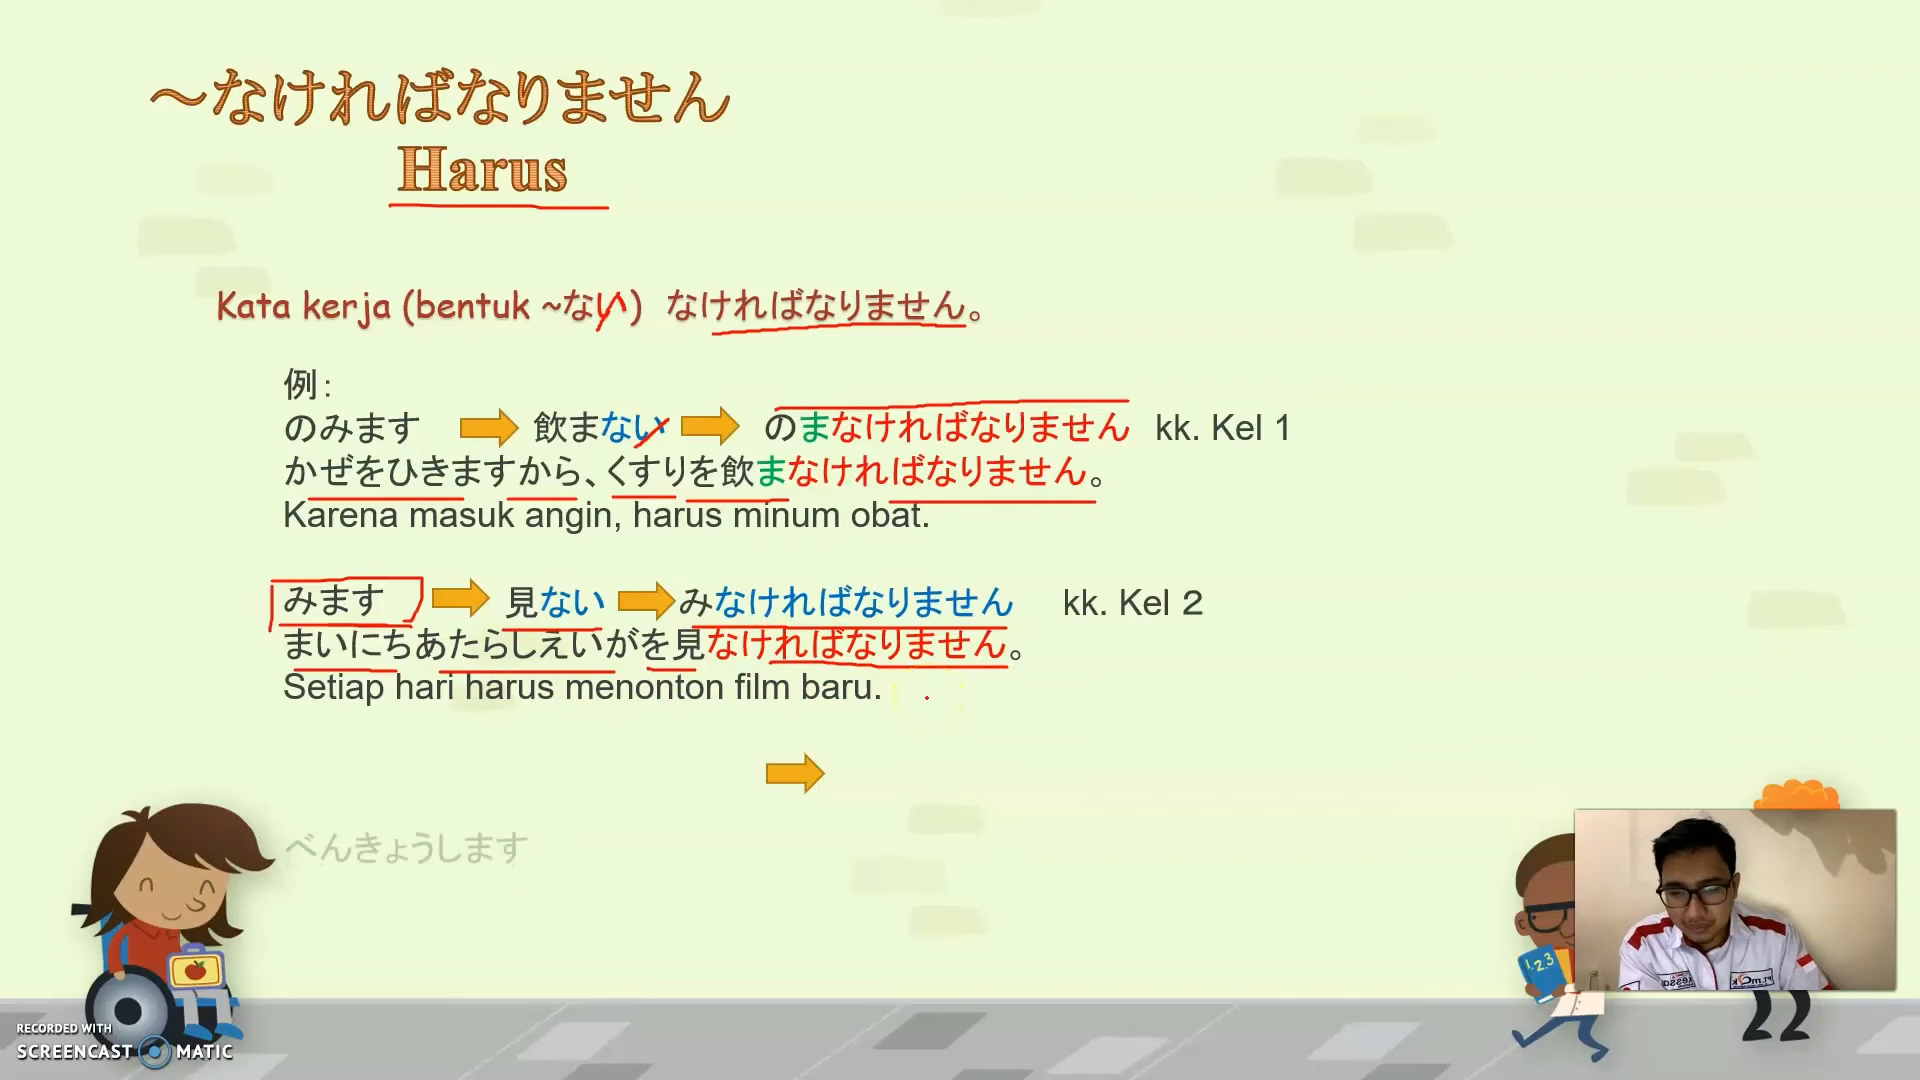 ～なければなりません
Harus
Kata kerja (bentuk ~ない) なければなりません。
例：
のみます 飲まない のまなければなりません kk. Kel 1
かぜをひきますから、くすりを飲まなければなりません。
Karena masuk angin, harus minum obat.
みます 見ない みなければなりません kk. Kel 2
まいにちあたらしえいがを見なければなりません。
Setiap hari harus menonton film baru.
べんきょうします
1.2.3
RECORDED WITH
SCREENCAST MATIC